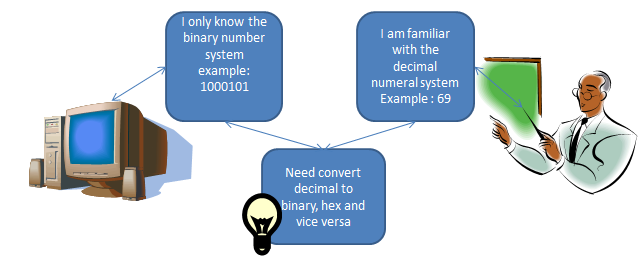 I only know the
binary number
system
example:
1000101
I am familiar
with the
decimal
numeral system
Example : 69
Need convert
decimal to
binary, hex and
vice versa